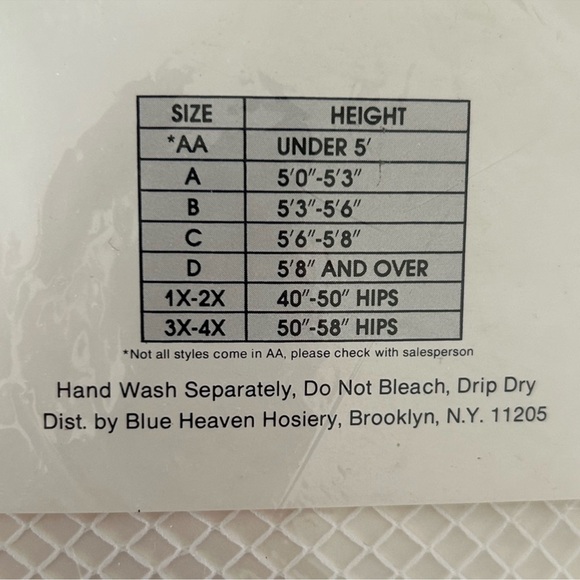 SIZE HEIGHT
*AA UNDER 5'
A 5'0"-5'3"
B 5'3"-5'6"
C 5'6"-5'8"
D 5'8" AND OVER
1X-2X 40"-50" HIPS
3X-4X 50"-58" HIPS
*Not all styles come in AA, please check with salesperson
Hand Wash Separately, Do Not Bleach, Drip Dry
Dist. by Blue Heaven Hosiery, Brooklyn, N.Y. 11205